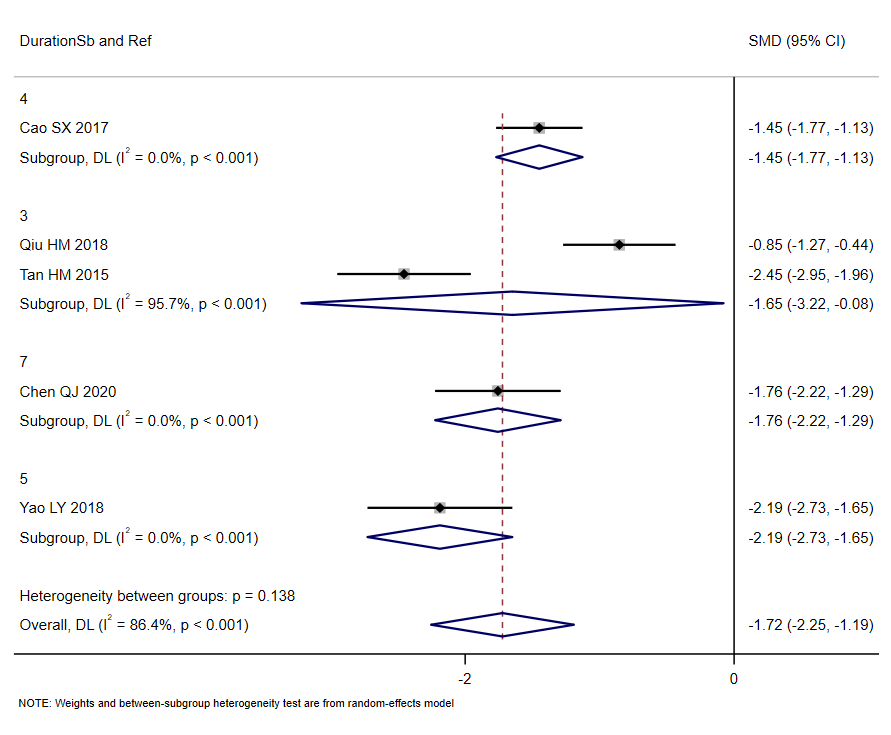 DurationSb and Ref SMD (95% CI)
4
Cao SX 2017 -1.45 (-1.77, -1.13)
Subgroup, DL (I² = 0.0%, p < 0.001) -1.45 (-1.77, -1.13)
3
Qiu HM 2018 -0.85 (-1.27, -0.44)
Tan HM 2015 -2.45 (-2.95, -1.96)
Subgroup, DL (I² = 95.7%, p < 0.001) -1.65 (-3.22, -0.08)
7
Chen QJ 2020 -1.76 (-2.22, -1.29)
Subgroup, DL (I² = 0.0%, p < 0.001) -1.76 (-2.22, -1.29)
5
Yao LY 2018 -2.19 (-2.73, -1.65)
Subgroup, DL (I² = 0.0%, p < 0.001) -2.19 (-2.73, -1.65)
Heterogeneity between groups: p = 0.138
Overall, DL (I² = 86.4%, p < 0.001) -1.72 (-2.25, -1.19)
-2 0
NOTE: Weights and between-subgroup heterogeneity test are from random-effects model